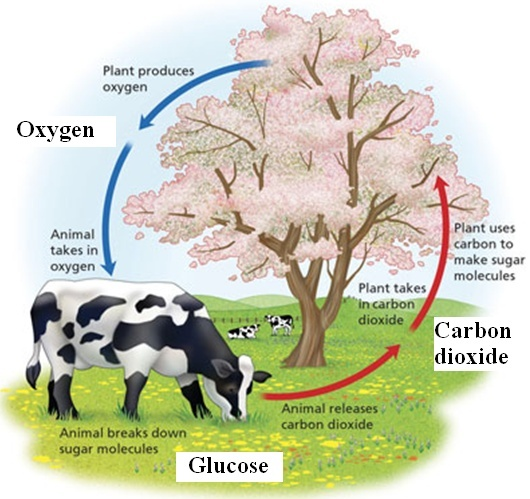 Plant produces
oxygen
Oxygen
Animal
takes in
oxygen
Plant uses
carbon to
make sugar
molecules
Plant takes
in carbon
dioxide
Carbon
dioxide
Animal releases
carbon dioxide
Animal breaks down
sugar molecules
Glucose